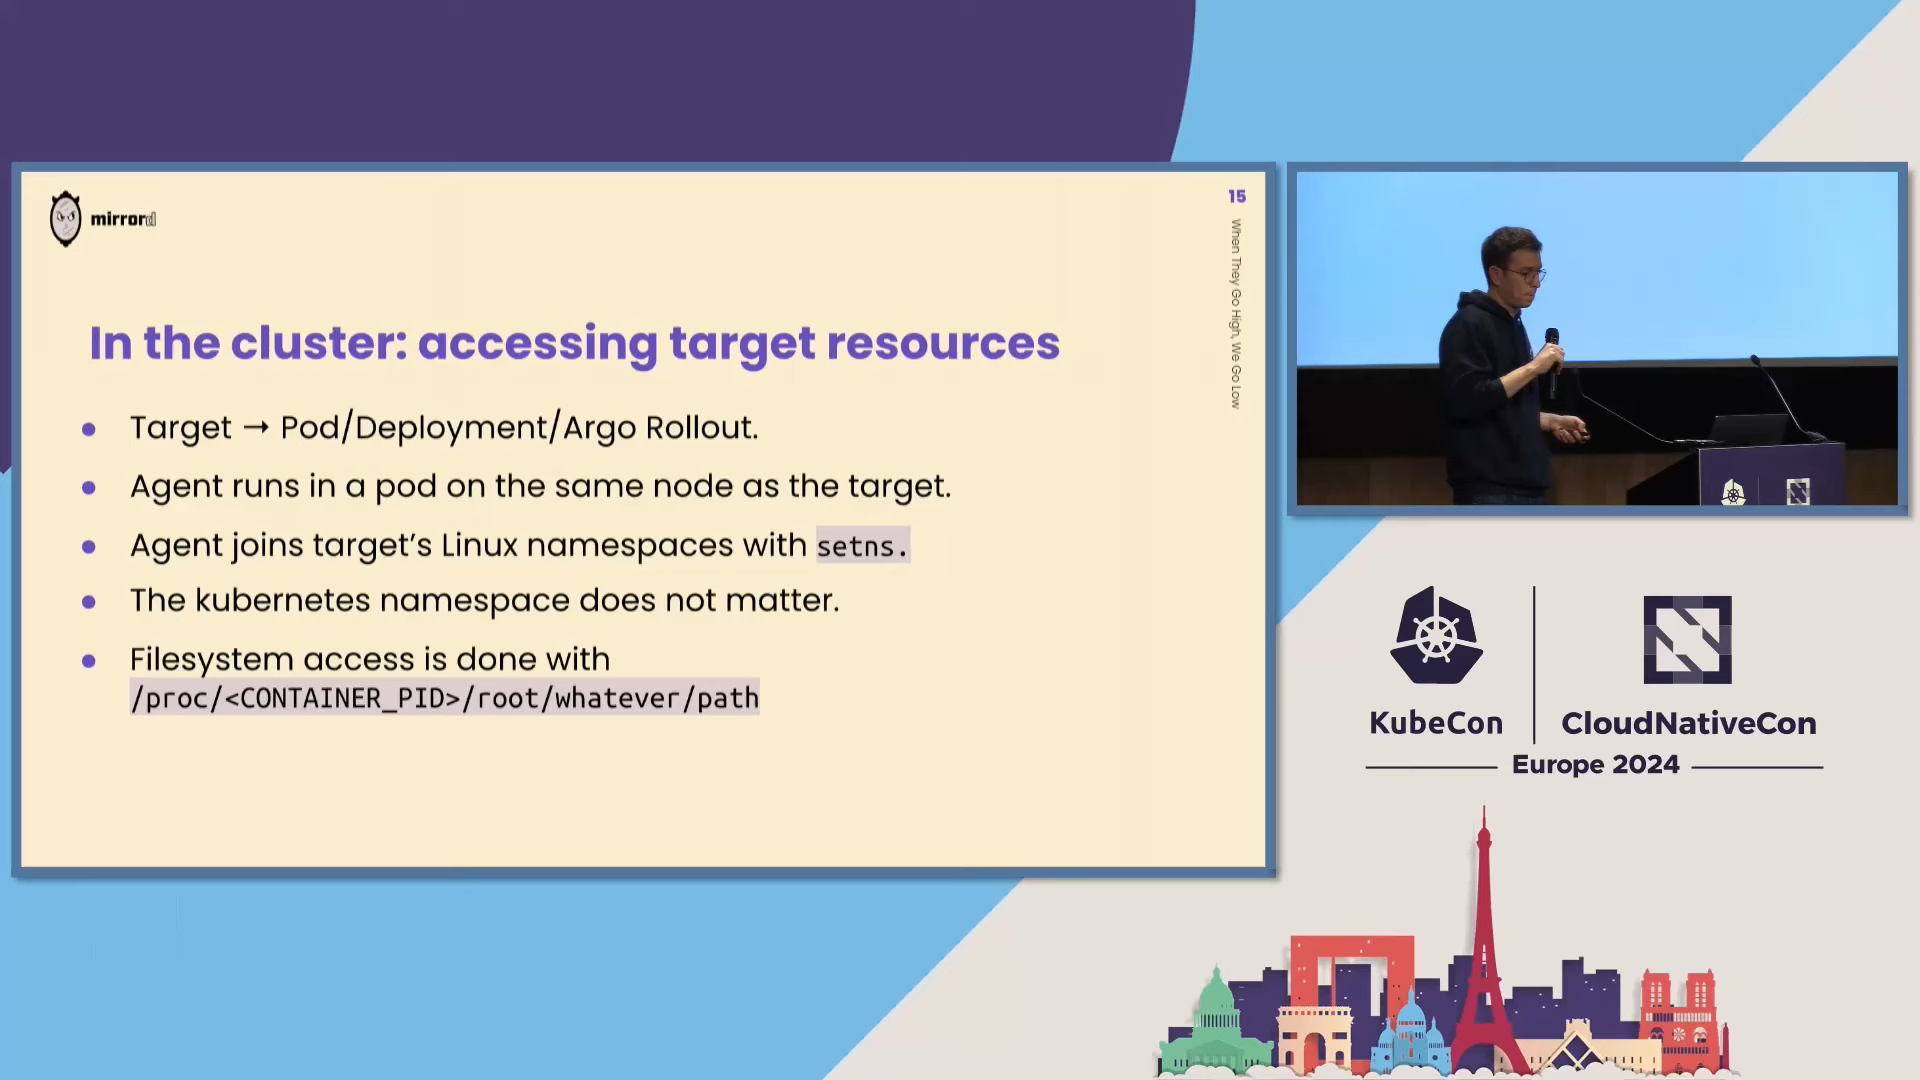 mirrord
15
When They Go High, We Go Low
In the cluster: accessing target resources
Target → Pod/Deployment/Argo Rollout.
Agent runs in a pod on the same node as the target.
Agent joins target’s Linux namespaces with setns.
The kubernetes namespace does not matter.
Filesystem access is done with
/proc/<CONTAINER_PID>/root/whatever/path
KubeCon
CloudNativeCon
Europe 2024